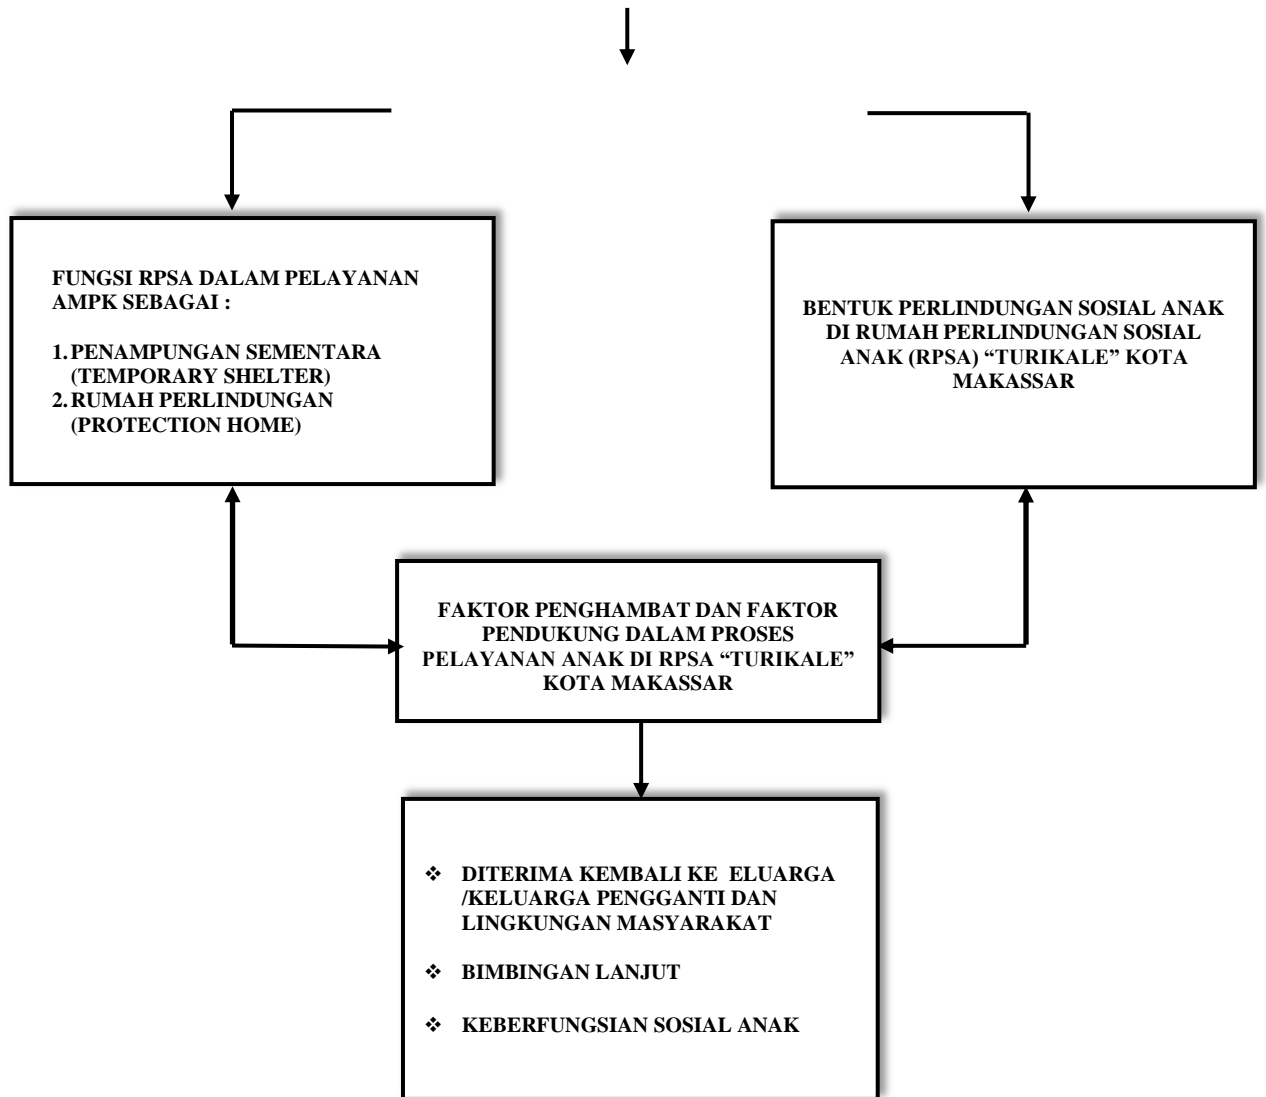 FUNGSI RPSA DALAM PELAYANAN
AMPK SEBAGAI :
1. PENAMPUNGAN SEMENTARA
(TEMPORARY SHELTER)
2. RUMAH PERLINDUNGAN
(PROTECTION HOME)
BENTUK PERLINDUNGAN SOSIAL ANAK
DI RUMAH PERLINDUNGAN SOSIAL
ANAK (RPSA) “TURIKALE” KOTA
MAKASSAR
FAKTOR PENGHAMBAT DAN FAKTOR
PENDUKUNG DALAM PROSES
PELAYANAN ANAK DI RPSA “TURIKALE”
KOTA MAKASSAR
❖ DITERIMA KEMBALI KE ELUARGA
/KELUARGA PENGGANTI DAN
LINGKUNGAN MASYARAKAT
❖ BIMBINGAN LANJUT
❖ KEBERFUNGSIAN SOSIAL ANAK